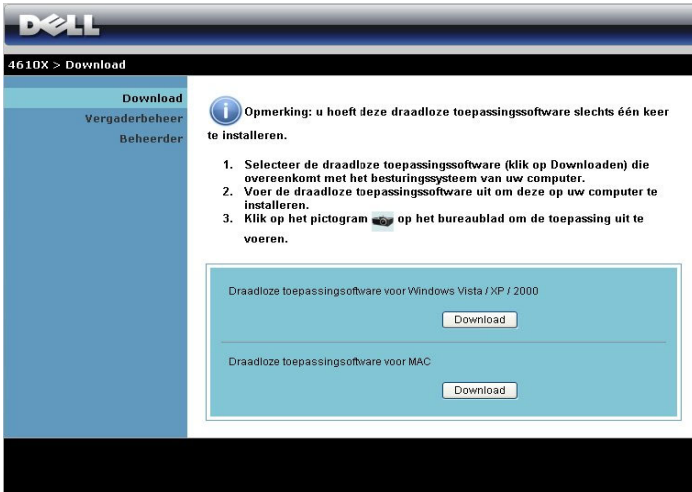 DELL
4610X > Download
Download
Vergaderbeheer
Beheerder
Opmerking: u hoeft deze draadloze toepassingssoftware slechts één keer
te installeren.
1. Selecteer de draadloze toepassingssoftware (klik op Downloaden) die
overeenkomt met het besturingssysteem van uw computer.
2. Voer de draadloze toepassingssoftware uit om deze op uw computer te
installeren.
3. Klik op het pictogram op het bureaublad om de toepassing uit te
voeren.
Draadloze toepassingsoftware voor Windows Vista / XP / 2000
Download
Draadloze toepassingsoftware voor MAC
Download